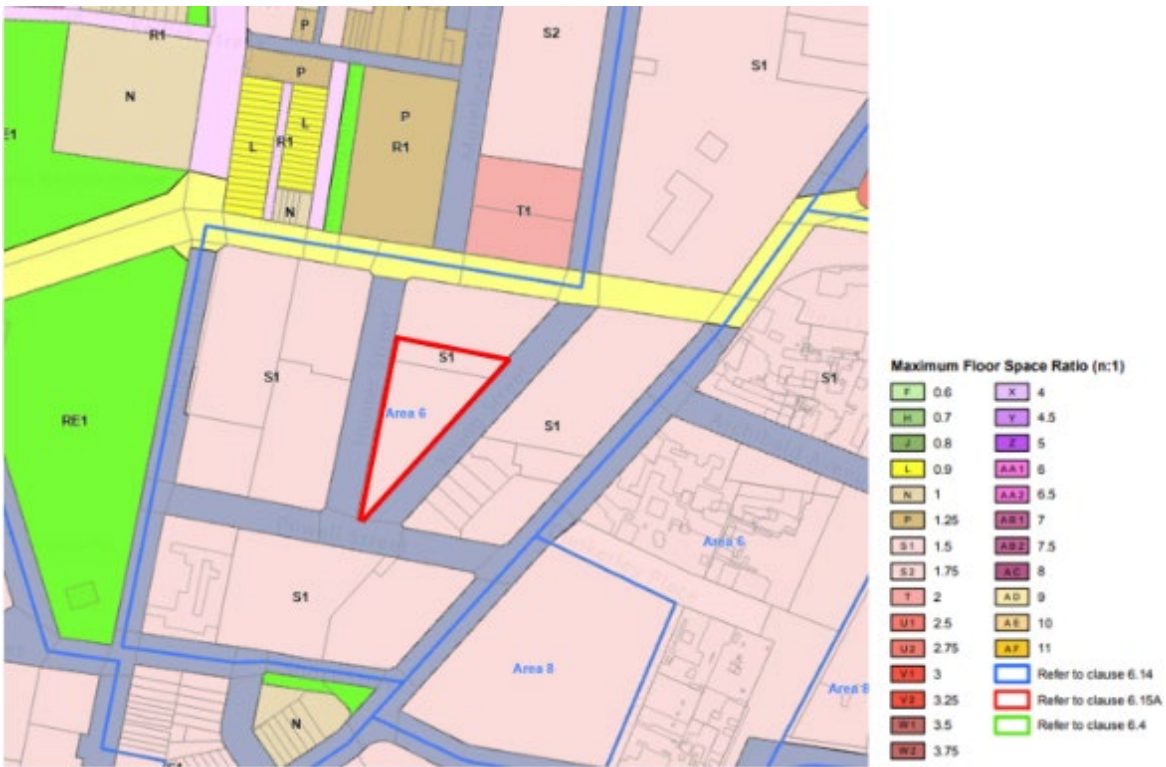 R1
P
P
S2
S1
N
P
E1
L
R1
L
P
R1
N
T1
S1
S1
S1
RE1
Area 6
S1
S1
Area 6
Powell Street
S1
Area 8
Area 8
N
Maximum Floor Space Ratio (n:1)
F 0.6
H 0.7
J 0.8
L 0.9
N 1
P 1.25
S1 1.5
S2 1.75
T 2
U1 2.5
U2 2.75
V1 3
V2 3.25
W1 3.5
W2 3.75
X 4
Y 4.5
Z 5
AA1 6
AA2 6.5
AB1 7
AB2 7.5
AC 8
AD 9
AE 10
AF 11
Refer to clause 6.14
Refer to clause 6.15A
Refer to clause 6.4